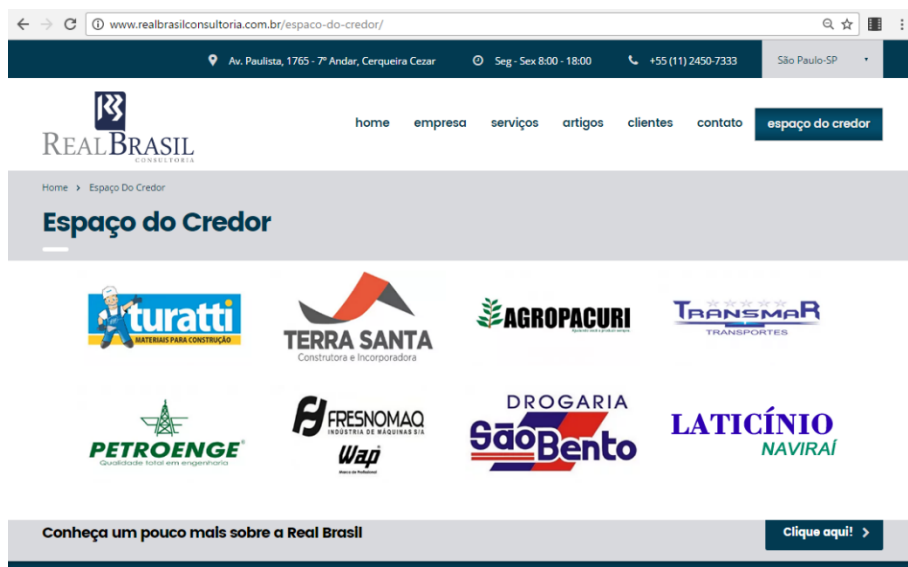 www.realbrasilconsultoria.com.br/espaco-do-credor/
Av. Paulista, 1765 - 7º Andar, Cerqueira Cezar Seg - Sex 8:00 - 18:00 +55 (11) 2450-7333 São Paulo-SP
REALBRASIL
CONSULTORIA
home empresa serviços artigos clientes contato espaço do credor
Home > Espaço Do Credor
Espaço do Credor
turatti
MATERIAIS PARA CONSTRUÇÃO
TERRA SANTA
Construtora e Incorporadora
AGROPACURI
TRANSMAR
TRANSPORTES
PETROENGE
Qualidade total em engenharia
FRESNOMAQ
INDÚSTRIA DE MÁQUINAS S/A
Wap
DROGARIA
São Bento
LATICÍNIO
NAVIRAÍ
Conheça um pouco mais sobre a Real Brasil Clique aqui! >